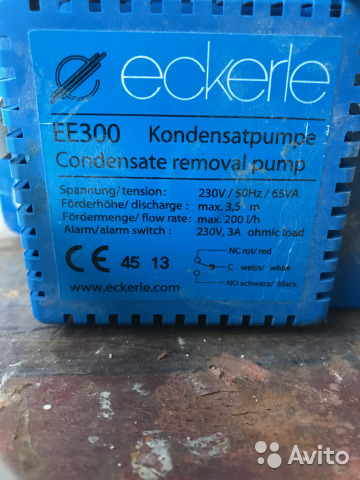 eckerle
EE300 Kondensatpumpe
Condensate removal pump
Spannung/tension: 230V / 50Hz / 65VA
Förderhöhe/discharge: max. 3,5 m
Fördermenge/flow rate: max. 200 l/h
Alarm/alarm switch: 230V, 3A ohmic load
NC rot/red
CE 45 13 C weiss/white
www.eckerle.com NO schwarz/black
Avito